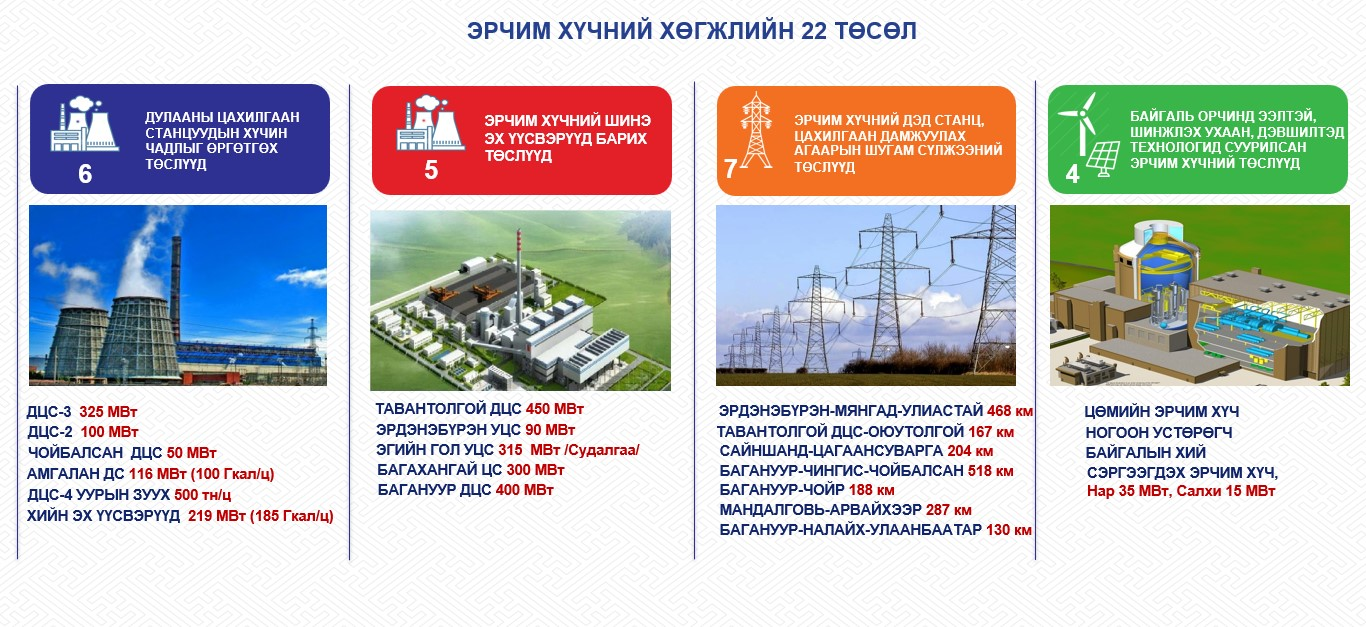 ЭРЧИМ ХҮЧНИЙ ХӨГЖЛИЙН 22 ТӨСӨЛ
ДУЛААНЫ ЦАХИЛГААН
СТАНЦУУДЫН ХҮЧИН
ЧАДЛЫГ ӨРГӨТГӨХ
ТӨСЛҮҮД
6
ДЦС-3 325 МВт
ДЦС-2 100 МВт
ЧОЙБАЛСАН ДЦС 50 МВт
АМГАЛАН ДС 116 МВт (100 Гкал/ц)
ДЦС-4 УУРЫН ЗУУХ 500 тн/ц
ХИЙН ЭХ ҮҮСВЭРҮҮД 219 МВт (185 Гкал/ц)
ЭРЧИМ ХҮЧНИЙ ШИНЭ
ЭХ ҮҮСВЭРҮҮД БАРИХ
ТӨСЛҮҮД
5
ТАВАНТОЛГОЙ ДЦС 450 МВт
ЭРДЭНЭБҮРЭН УЦС 90 МВт
ЭГИЙН ГОЛ УЦС 315 МВт /Судалгаа/
БАГАХАНГАЙ ЦС 300 МВт
БАГАНУУР ДЦС 400 МВт
ЭРЧИМ ХҮЧНИЙ ДЭД СТАНЦ,
ЦАХИЛГААН ДАМЖУУЛАХ
АГААРЫН ШУГАМ СҮЛЖЭЭНИЙ
ТӨСЛҮҮД
7
ЭРДЭНЭБҮРЭН-МЯНГАД-УЛИАСТАЙ 468 км
ТАВАНТОЛГОЙ ДЦС-ОЮУТОЛГОЙ 167 км
САЙНШАНД-ЦАГААНСУВАРГА 204 км
БАГАНУУР-ЧИНГИС-ЧОЙБАЛСАН 518 км
БАГАНУУР-ЧОЙР 188 км
МАНДАЛГОВЬ-АРВАЙХЭЭР 287 км
БАГАНУУР-НАЛАЙХ-УЛААНБААТАР 130 км
БАЙГАЛЬ ОРЧИНД ЭЭЛТЭЙ,
ШИНЖЛЭХ УХААН, ДЭВШИЛТЭД
ТЕХНОЛОГИД СУУРИЛСАН
ЭРЧИМ ХҮЧНИЙ ТӨСЛҮҮД
4
ЦӨМИЙН ЭРЧИМ ХҮЧ
НОГООН УСТӨРӨГЧ
БАЙГАЛЫН ХИЙ
СЭРГЭЭГДЭХ ЭРЧИМ ХҮЧ,
Нар 35 МВт, Салхи 15 МВт